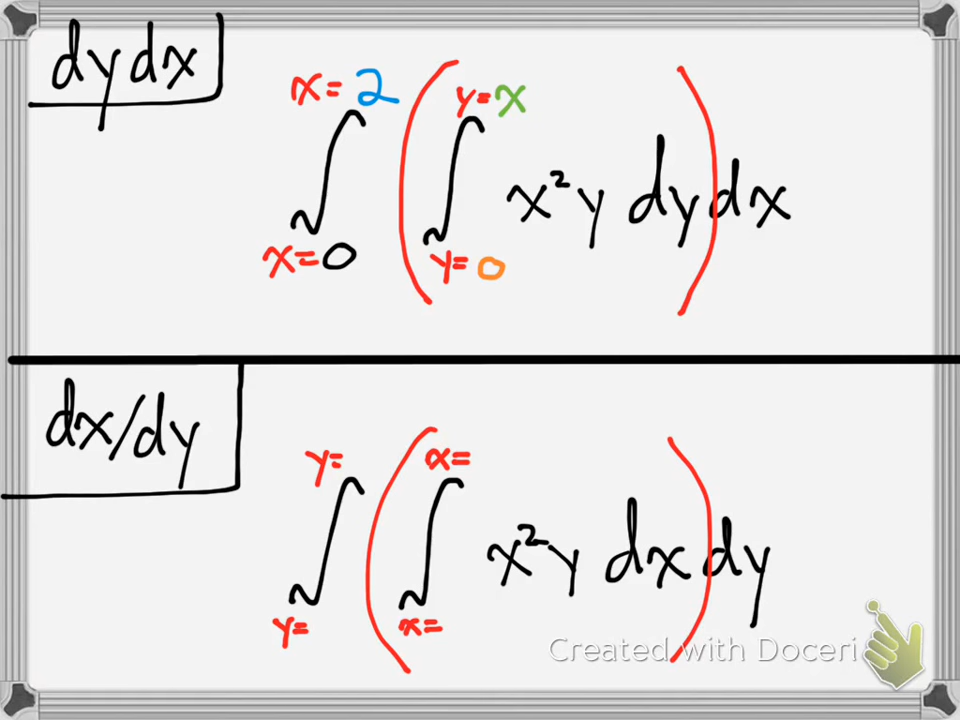 dydx
x=2 y=x
∫ ( ∫ x²y dy ) dx
x=0 y=0
dx/dy
y= x=
∫ ( ∫ x²y dx ) dy
y= x=
Created with Doceri